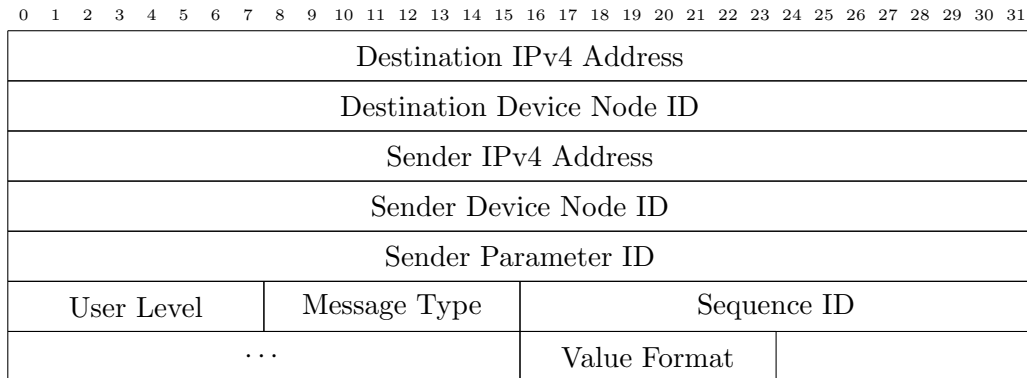 0 1 2 3 4 5 6 7 8 9 10 11 12 13 14 15 16 17 18 19 20 21 22 23 24 25 26 27 28 29 30 31
Destination IPv4 Address
Destination Device Node ID
Sender IPv4 Address
Sender Device Node ID
Sender Parameter ID
User Level Message Type Sequence ID
··· Value Format